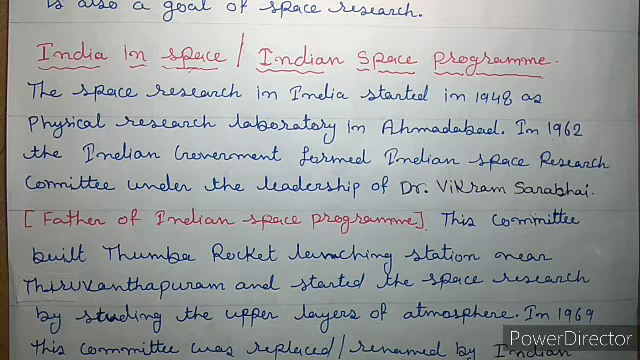 is also a goal of space research.
India in space / Indian Space programme.
The space research in India started in 1948 as
Physical research laboratory in Ahmadabad. In 1962
the Indian Government formed Indian space Research
Committee under the leadership of Dr. Vikram Sarabhai.
[Father of Indian space programme]. This committee
built Thumba Rocket launching station near
Thiruvanthapuram and started the space research
by studing the upper layers of atmosphere. In 1969
this committee was replaced/renamed by Indian
PowerDirector